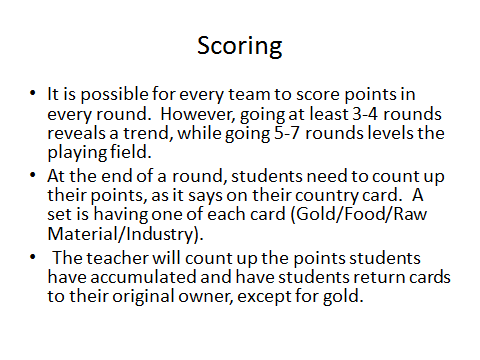 Scoring
• It is possible for every team to score points in
every round.  However, going at least 3-4 rounds
reveals a trend, while going 5-7 rounds levels the
playing field.
• At the end of a round, students need to count up
their points, as it says on their country card.  A
set is having one of each card (Gold/Food/Raw
Material/Industry).
•  The teacher will count up the points students
have accumulated and have students return cards
to their original owner, except for gold.